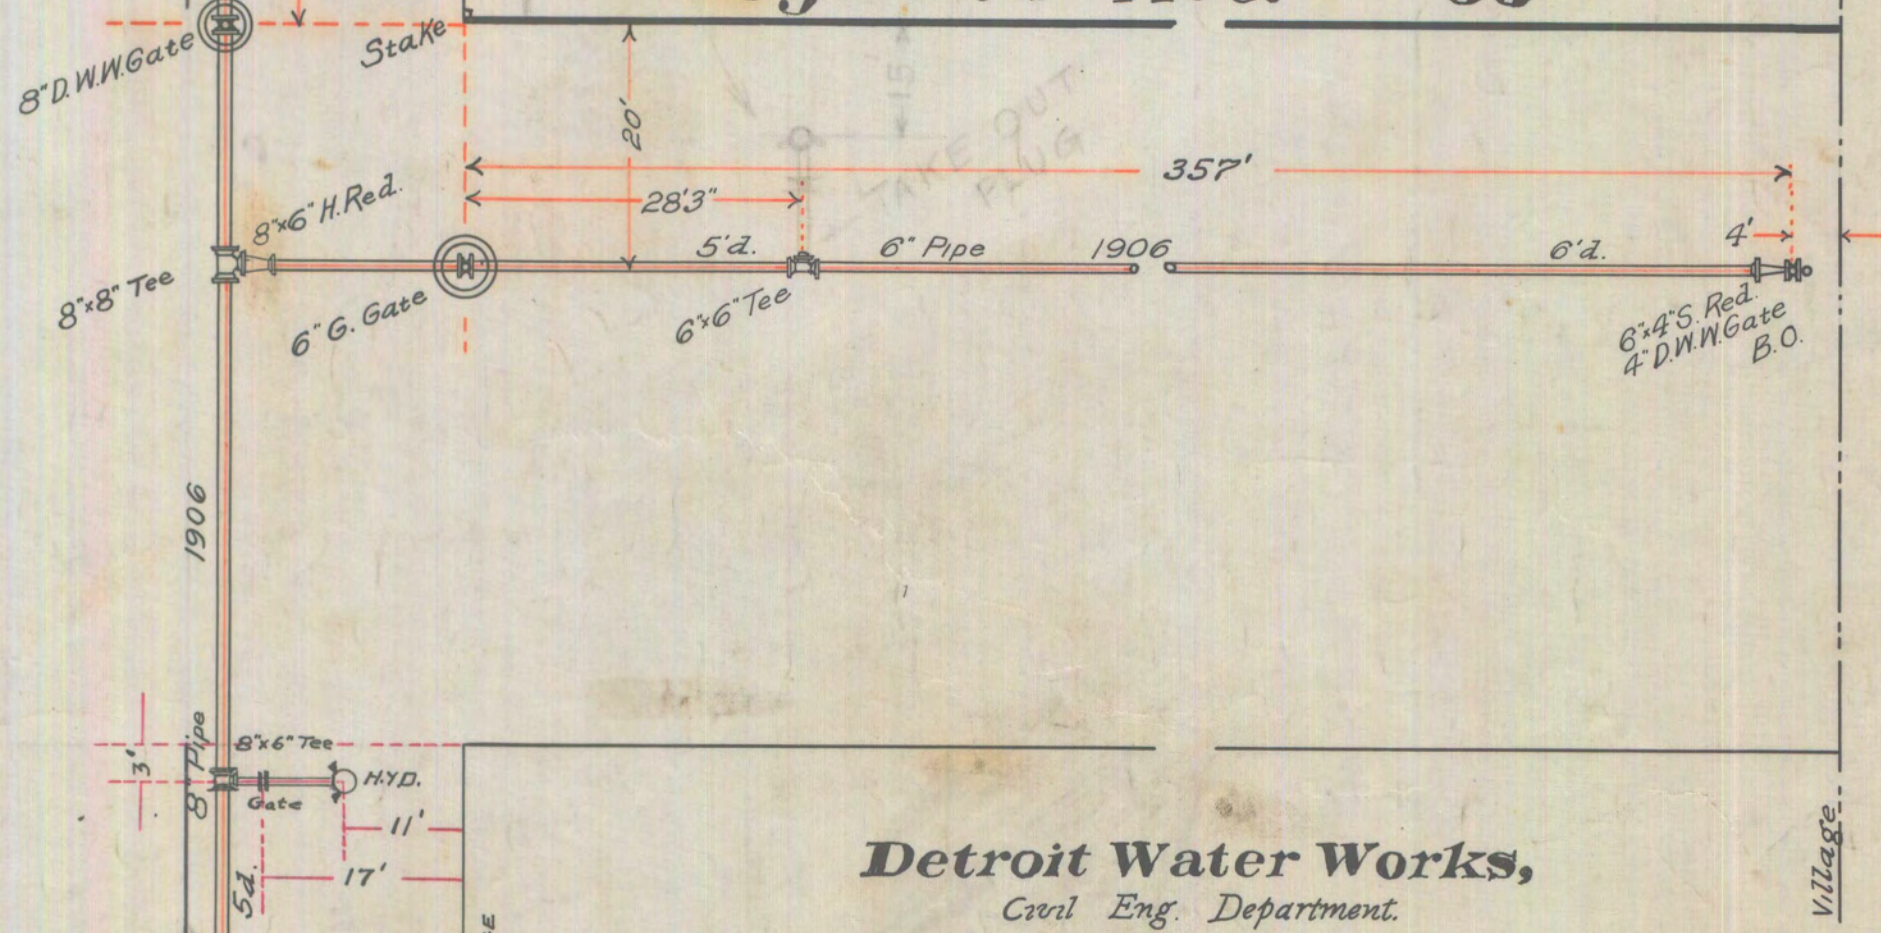 8" D.W.W. Gate
Stake
15
TAKE OUT
PLUG
20'
357'
28'3"
8"x6" H. Red.
8"x8" Tee
6" G. Gate
5'd.
6" Pipe
1906
6'd.
4'
6"x6" Tee
6"x4" S. Red.
4" D.W.W. Gate
B.O.
1906
8" Pipe
8"x6" Tee
3'
H.Y.D.
Gate
11'
17'
5d.
Detroit Water Works,
Civil Eng. Department.
Village